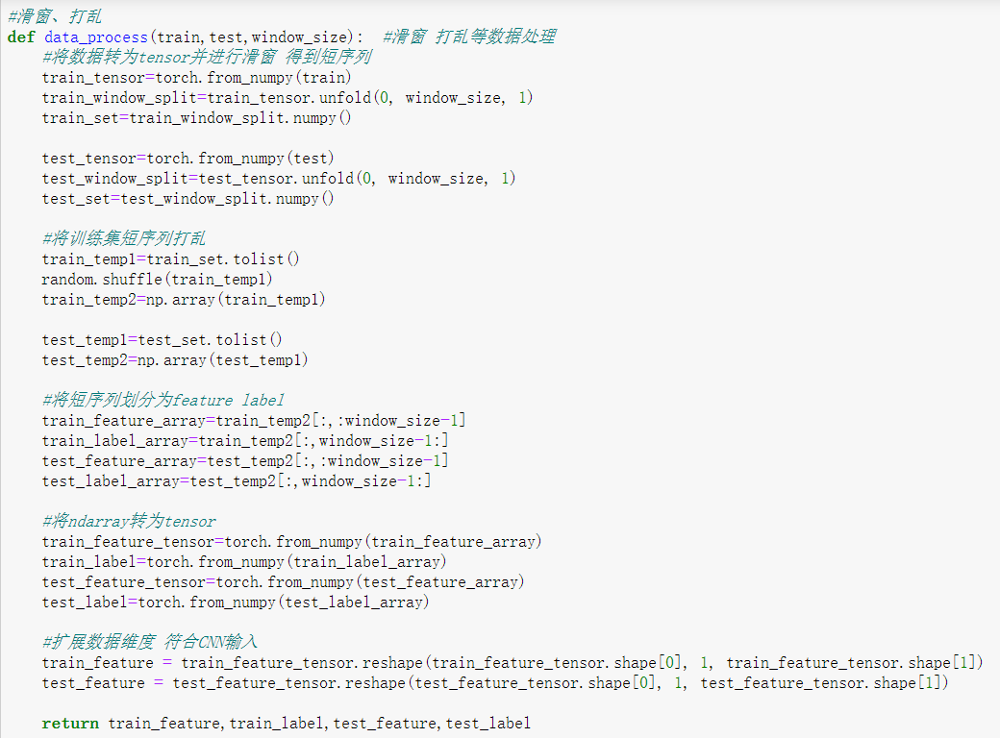 #滑窗、打乱
def data_process(train,test,window_size):  #滑窗 打乱等数据处理
    #将数据转为tensor并进行滑窗 得到短序列
    train_tensor=torch.from_numpy(train)
    train_window_split=train_tensor.unfold(0, window_size, 1)
    train_set=train_window_split.numpy()

    test_tensor=torch.from_numpy(test)
    test_window_split=test_tensor.unfold(0, window_size, 1)
    test_set=test_window_split.numpy()

    #将训练集短序列打乱
    train_temp1=train_set.tolist()
    random.shuffle(train_temp1)
    train_temp2=np.array(train_temp1)

    test_temp1=test_set.tolist()
    test_temp2=np.array(test_temp1)

    #将短序列划分为feature label
    train_feature_array=train_temp2[:,:window_size-1]
    train_label_array=train_temp2[:,window_size-1:]
    test_feature_array=test_temp2[:,:window_size-1]
    test_label_array=test_temp2[:,window_size-1:]

    #将ndarray转为tensor
    train_feature_tensor=torch.from_numpy(train_feature_array)
    train_label=torch.from_numpy(train_label_array)
    test_feature_tensor=torch.from_numpy(test_feature_array)
    test_label=torch.from_numpy(test_label_array)

    #扩展数据维度 符合CNN输入
    train_feature = train_feature_tensor.reshape(train_feature_tensor.shape[0], 1, train_feature_tensor.shape[1])
    test_feature = test_feature_tensor.reshape(test_feature_tensor.shape[0], 1, test_feature_tensor.shape[1])

    return train_feature,train_label,test_feature,test_label